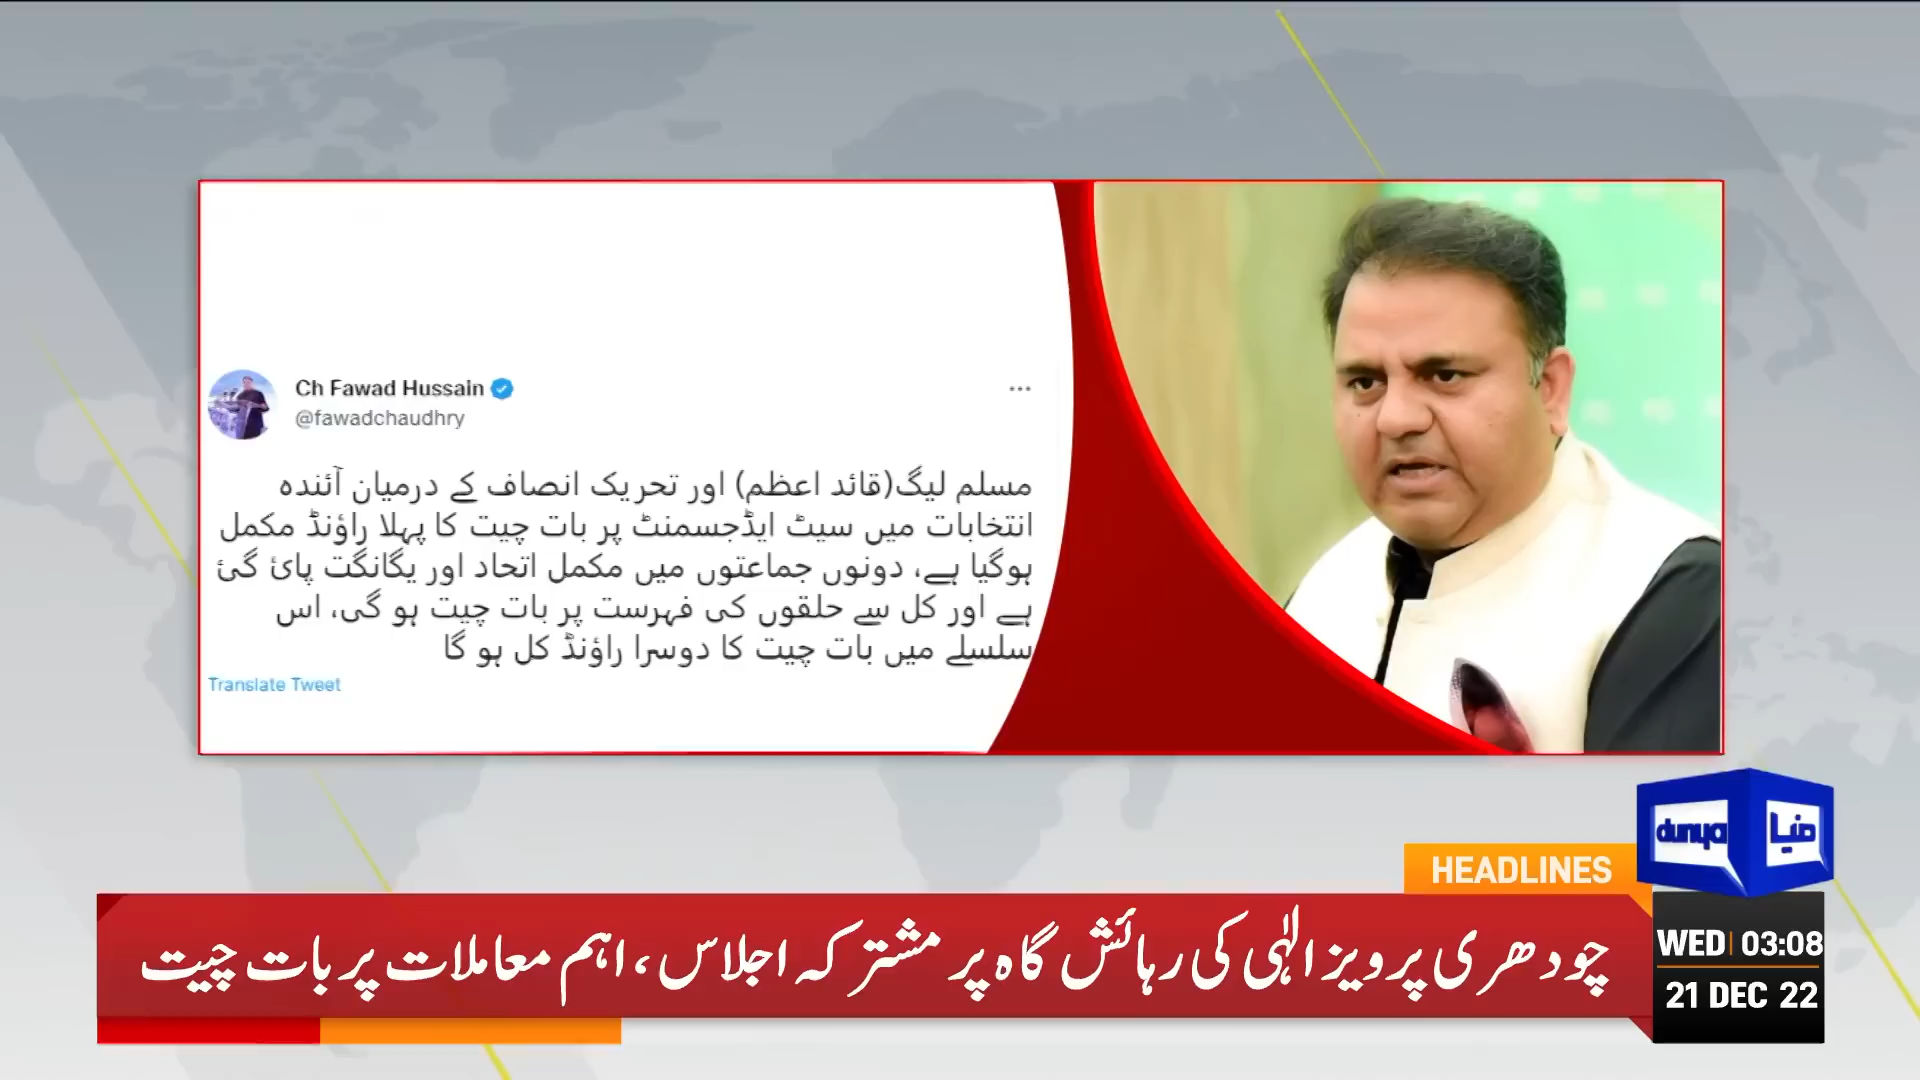 Ch Fawad Hussain
@fawadchaudhry
مسلم لیگ(قائد اعظم) اور تحریک انصاف کے درمیان آئندہ
انتخابات میں سیٹ ایڈجسمنٹ پر بات چیت کا پہلا راؤنڈ مکمل
ہوگیا ہے، دونوں جماعتوں میں مکمل اتحاد اور یگانگت پائ گئ
ہے اور کل سے حلقوں کی فہرست پر بات چیت ہو گی، اس
سلسلے میں بات چیت کا دوسرا راؤنڈ کل ہو گا
Translate Tweet
dunya دنیا
HEADLINES
چودھری پرویز الٰہی کی رہائش گاہ پر مشترکہ اجلاس، اہم معاملات پر بات چیت
WED 03:08
21 DEC 22